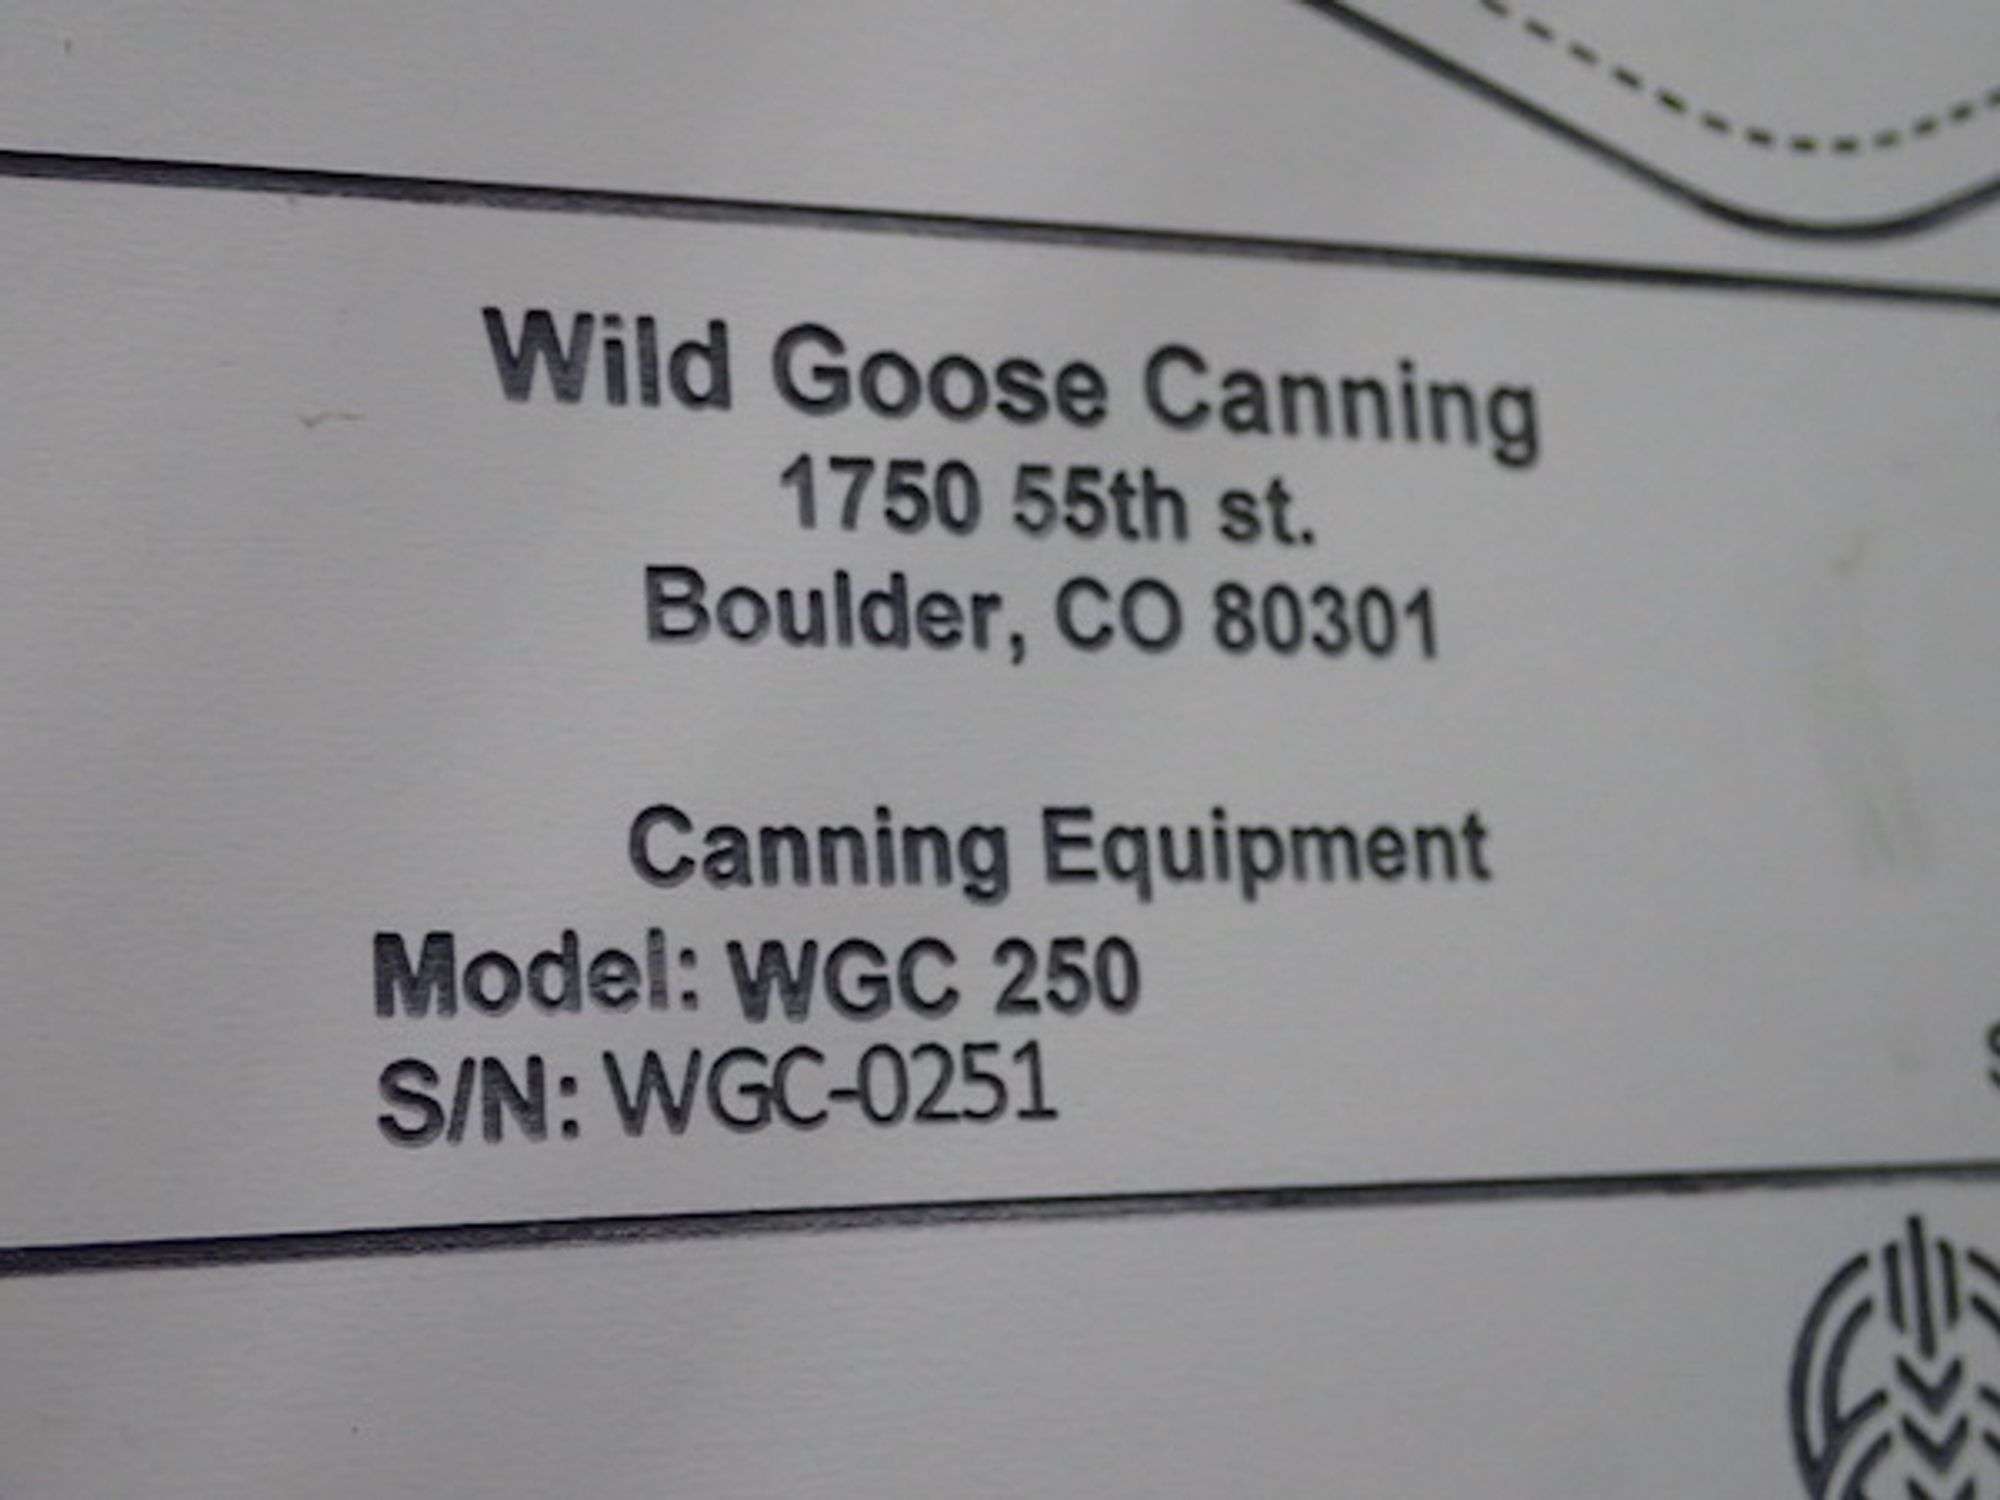 Wild Goose Canning
1750 55th st.
Boulder, CO 80301
Canning Equipment
Model: WGC 250
S/N: WGC-0251